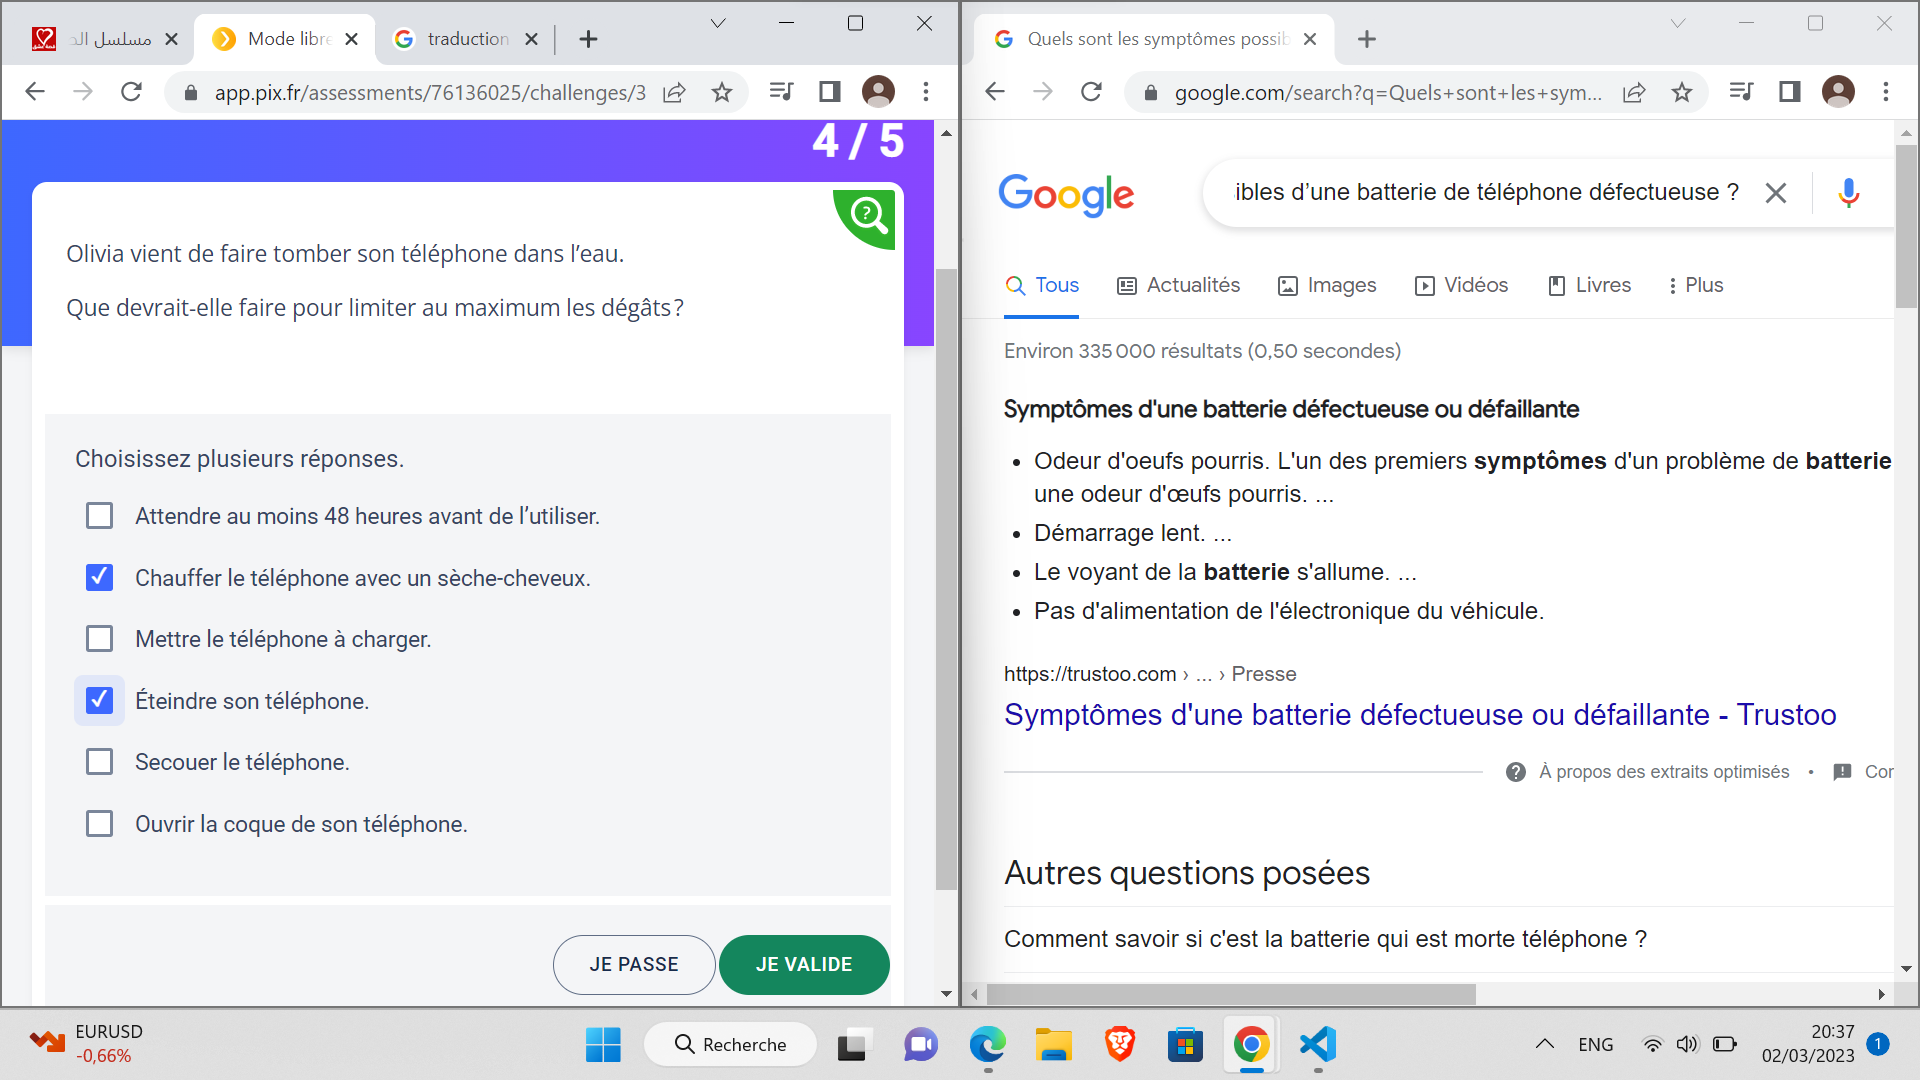 مسلسل الد
Mode libre
traduction
app.pix.fr/assessments/76136025/challenges/3
4 / 5
Olivia vient de faire tomber son téléphone dans l’eau.
Que devrait-elle faire pour limiter au maximum les dégâts ?
Choisissez plusieurs réponses.
Attendre au moins 48 heures avant de l’utiliser.
Chauffer le téléphone avec un sèche-cheveux.
Mettre le téléphone à charger.
Éteindre son téléphone.
Secouer le téléphone.
Ouvrir la coque de son téléphone.
JE PASSE
JE VALIDE
Quels sont les symptômes possib
google.com/search?q=Quels+sont+les+sym...
Google
ibles d’une batterie de téléphone défectueuse ?
Tous
Actualités
Images
Vidéos
Livres
Plus
Environ 335 000 résultats (0,50 secondes)
Symptômes d'une batterie défectueuse ou défaillante
• Odeur d'oeufs pourris. L'un des premiers symptômes d'un problème de batterie
une odeur d'œufs pourris. ...
• Démarrage lent. ...
• Le voyant de la batterie s'allume. ...
• Pas d'alimentation de l'électronique du véhicule.
https://trustoo.com › ... › Presse
Symptômes d'une batterie défectueuse ou défaillante - Trustoo
À propos des extraits optimisés
•
Cor
Autres questions posées
Comment savoir si c'est la batterie qui est morte téléphone ?
EURUSD
-0,66%
Recherche
ENG
20:37
02/03/2023
1